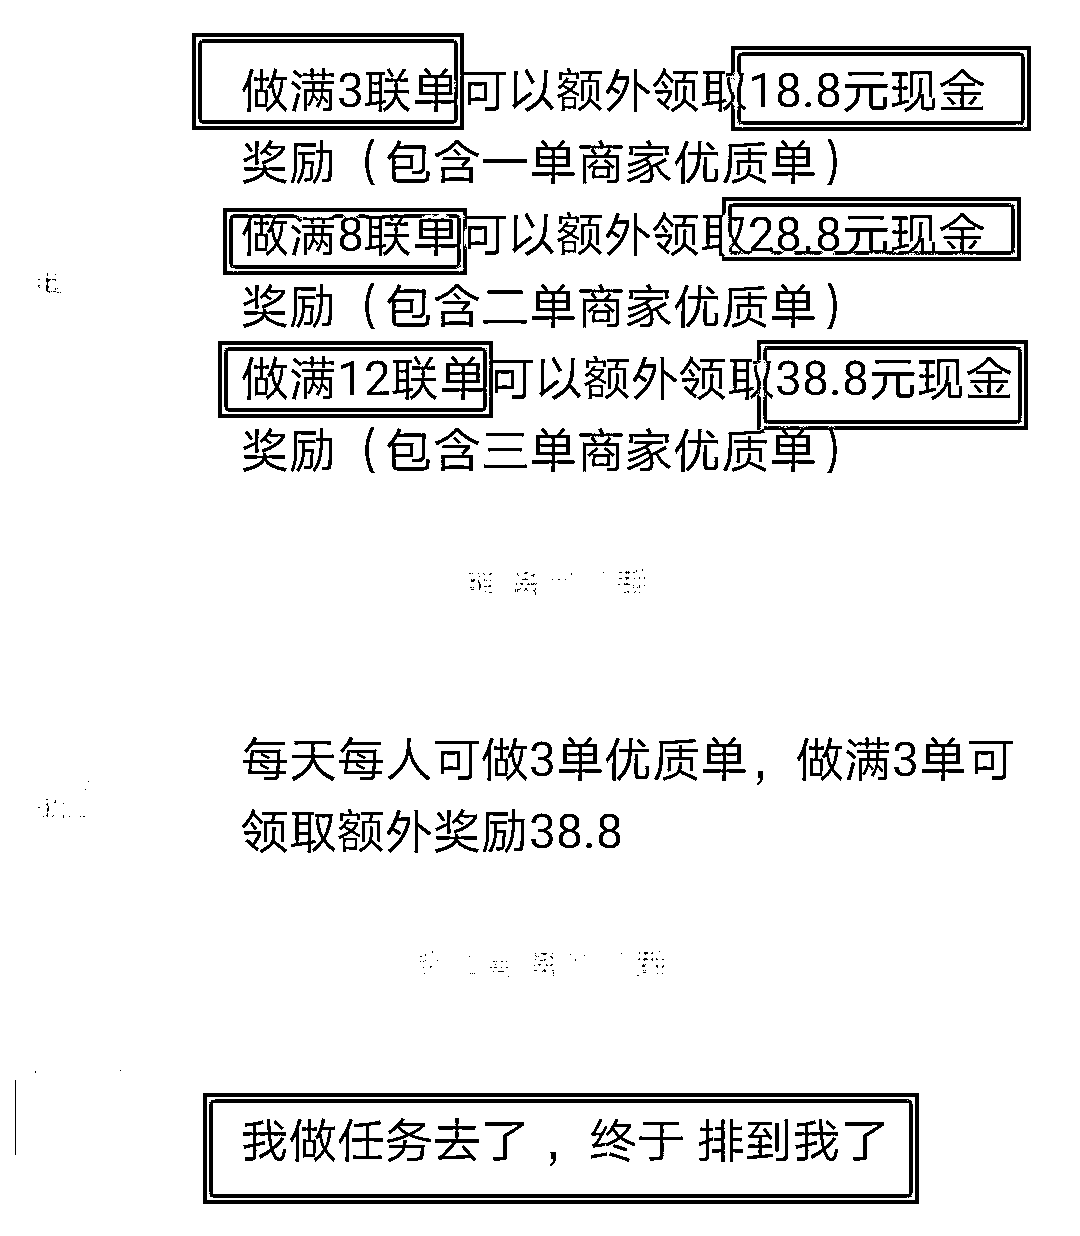 做满3联单可以额外领取18.8元现金
奖励（包含一单商家优质单）
做满8联单可以额外领取28.8元现金
奖励（包含二单商家优质单）
做满12联单可以额外领取38.8元现金
奖励（包含三单商家优质单）
每天每人可做3单优质单，做满3单可
领取额外奖励38.8
我做任务去了，终于 排到我了